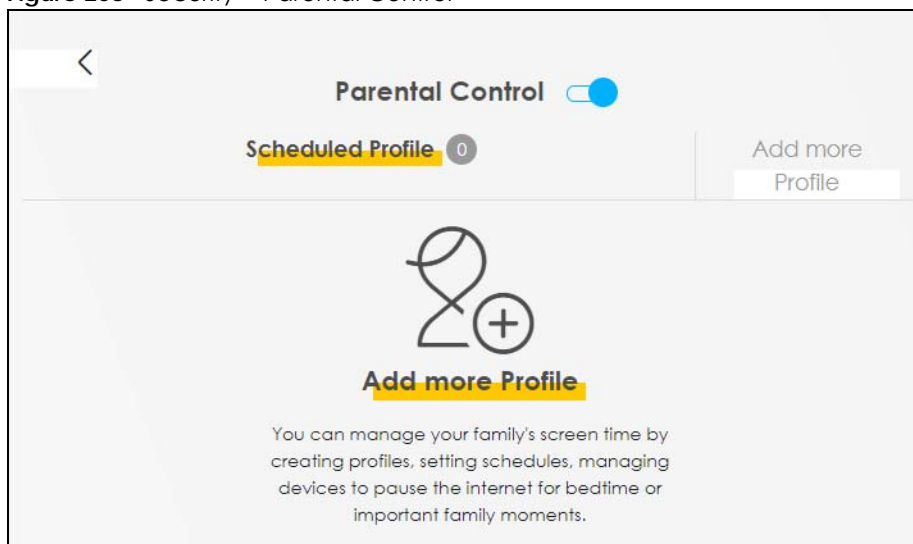 Parental Control
Scheduled Profile 0
Add more
Profile
Add more Profile
You can manage your family's screen time by
creating profiles, setting schedules, managing
devices to pause the internet for bedtime or
important family moments.